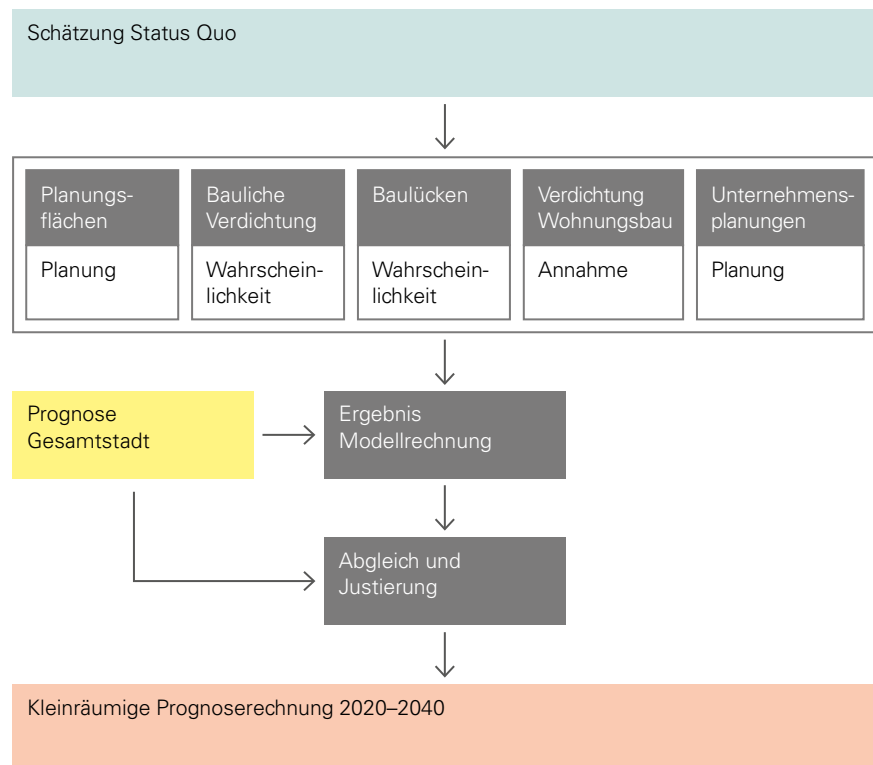 Schätzung Status Quo
Planungs-
flächen
Planung
Bauliche
Verdichtung
Wahrschein-
lichkeit
Baulücken
Wahrschein-
lichkeit
Verdichtung
Wohnungsbau
Annahme
Unternehmens-
planungen
Planung
Prognose
Gesamtstadt
Ergebnis
Modellrechnung
Abgleich und
Justierung
Kleinräumige Prognoserechnung 2020–2040